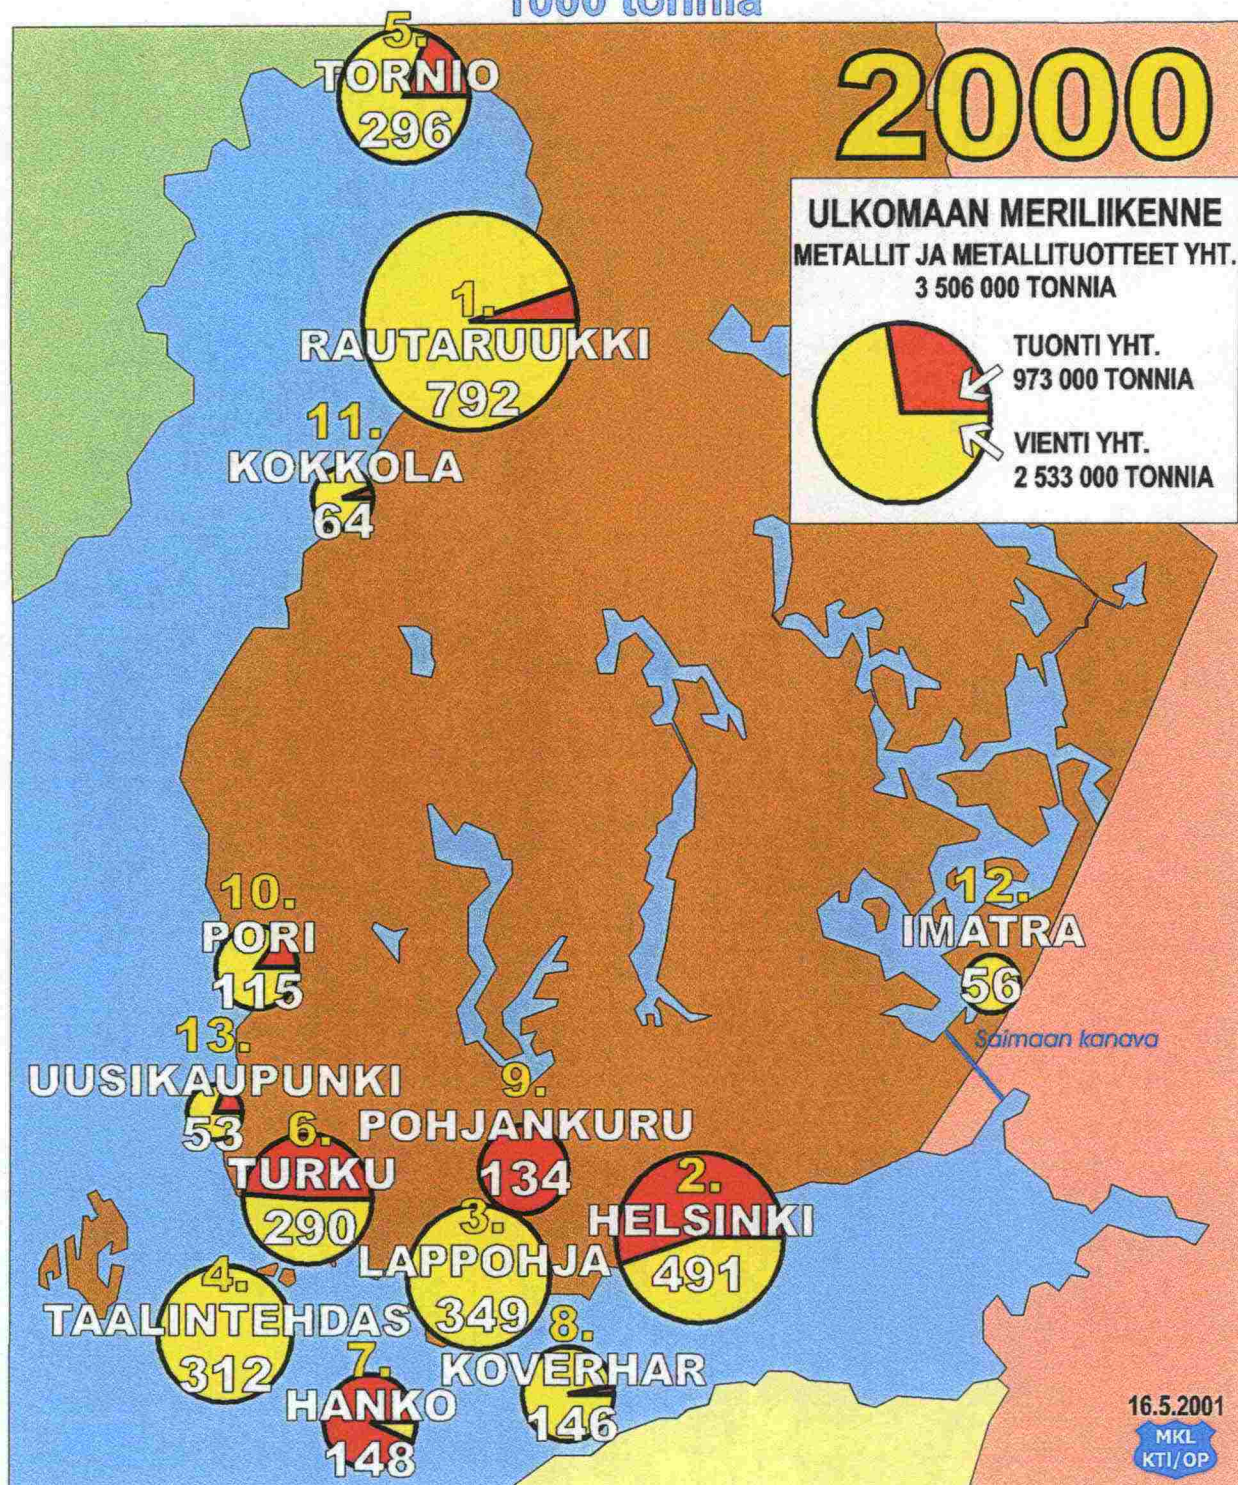 1000 tonnia
2000
5.
TORNIO
296
ULKOMAAN MERILIIKENNE
METALLIT JA METALLITUOTTEET YHT.
3 506 000 TONNIA
TUONTI YHT.
973 000 TONNIA
VIENTI YHT.
2 533 000 TONNIA
1.
RAUTARUUKKI
792
11.
KOKKOLA
64
10.
PORI
115
12.
IMATRA
56
Saimaan kanava
13.
UUSIKAUPUNKI
53
9.
POHJANKURU
134
6.
TURKU
290
2.
HELSINKI
491
3.
LAPPOHJA
349
4.
TAALINTEHDAS
312
8.
KOVERHAR
146
7.
HANKO
148
16.5.2001
MKL
KTI/OP